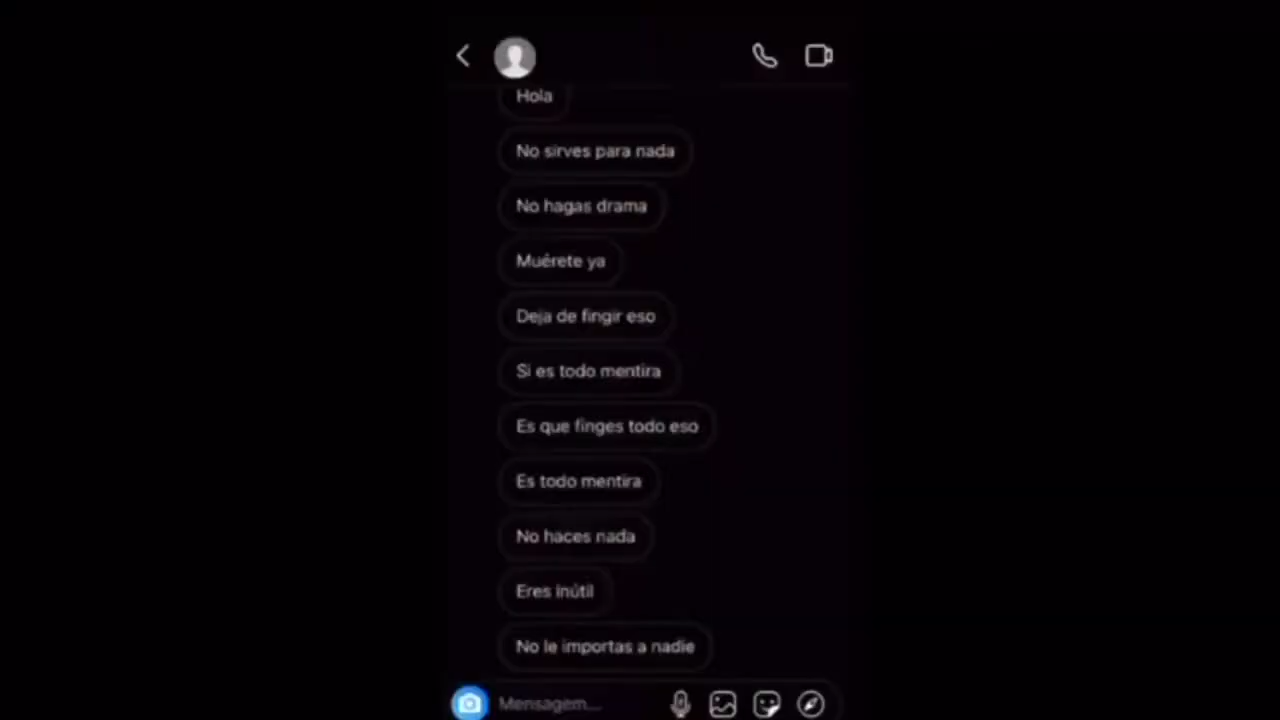 Hola
No sirves para nada
No hagas drama
Muérete ya
Deja de fingir eso
Si es todo mentira
Es que finges todo eso
Es todo mentira
No haces nada
Eres inútil
No le importas a nadie
Mensagem...